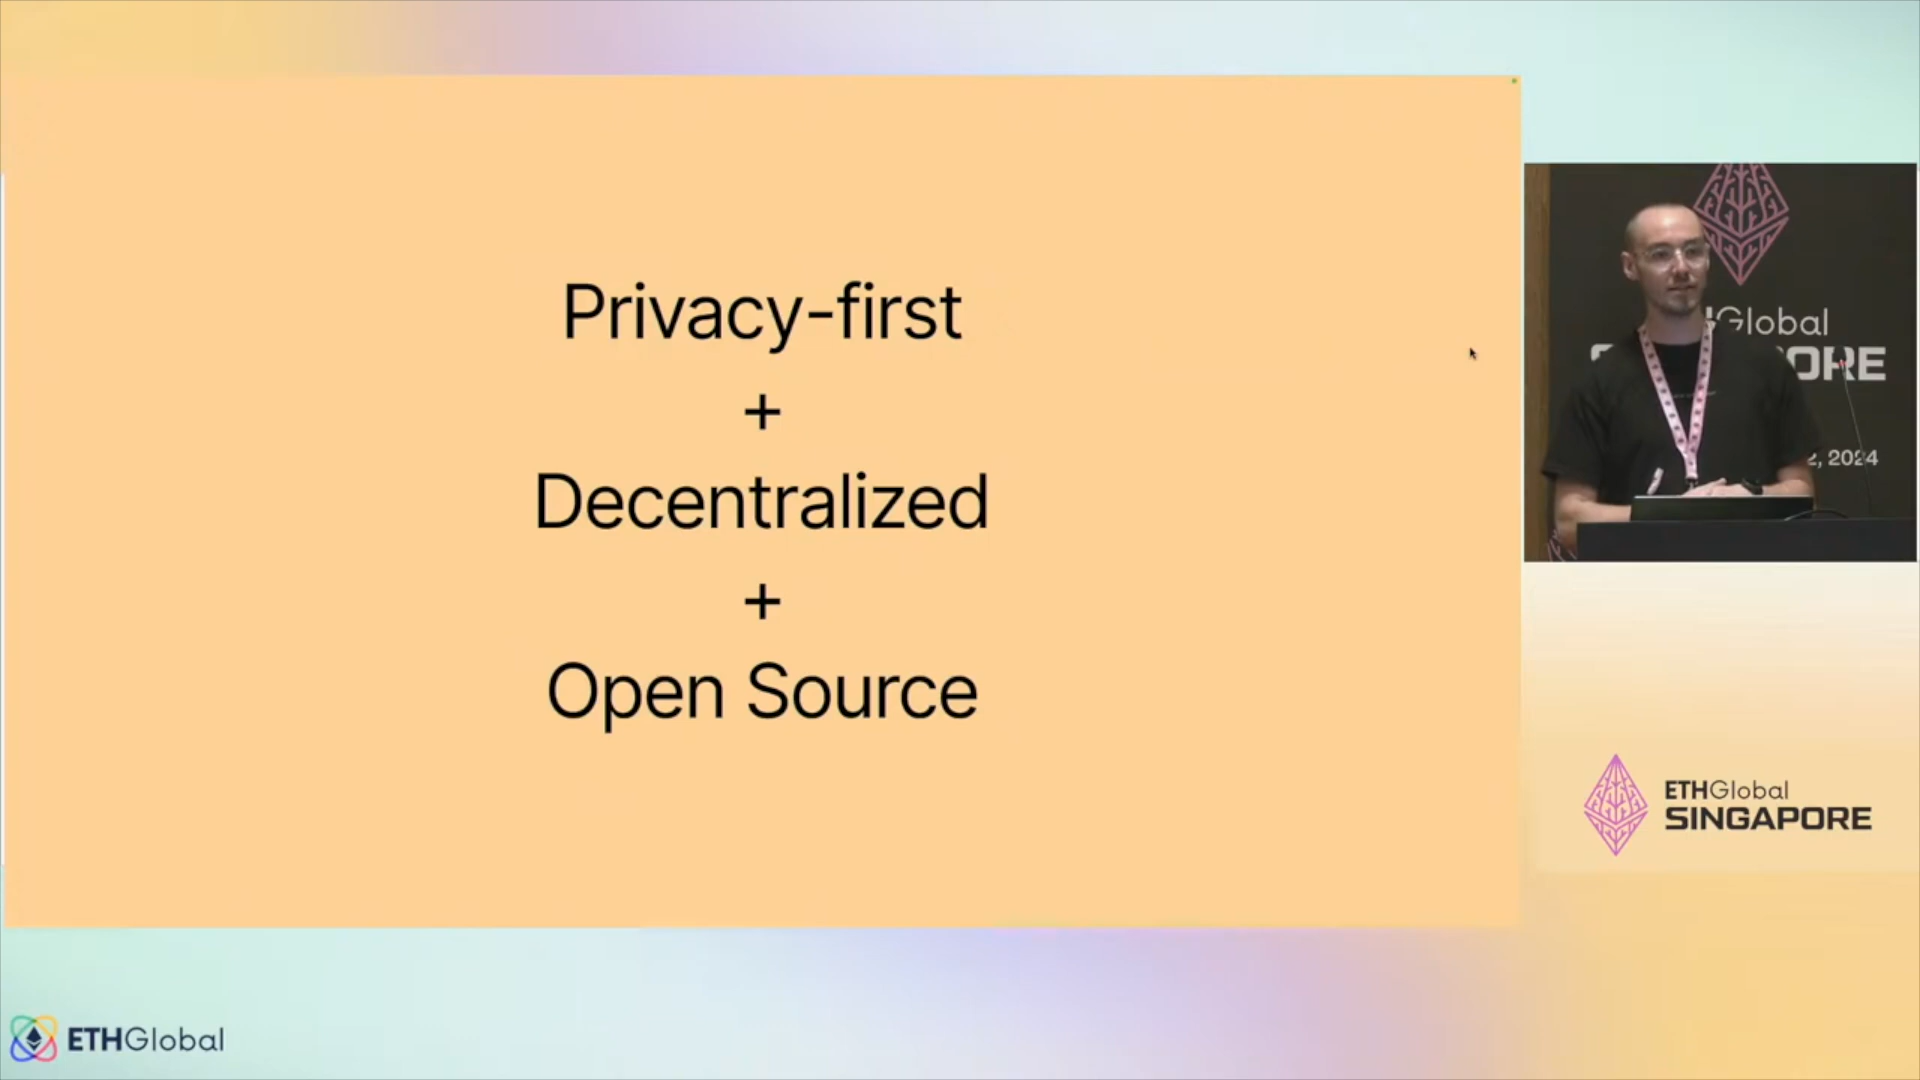 Privacy-first
+
Decentralized
+
Open Source
Global
ORE
2, 2024
ETHGlobal
SINGAPORE
ETHGlobal